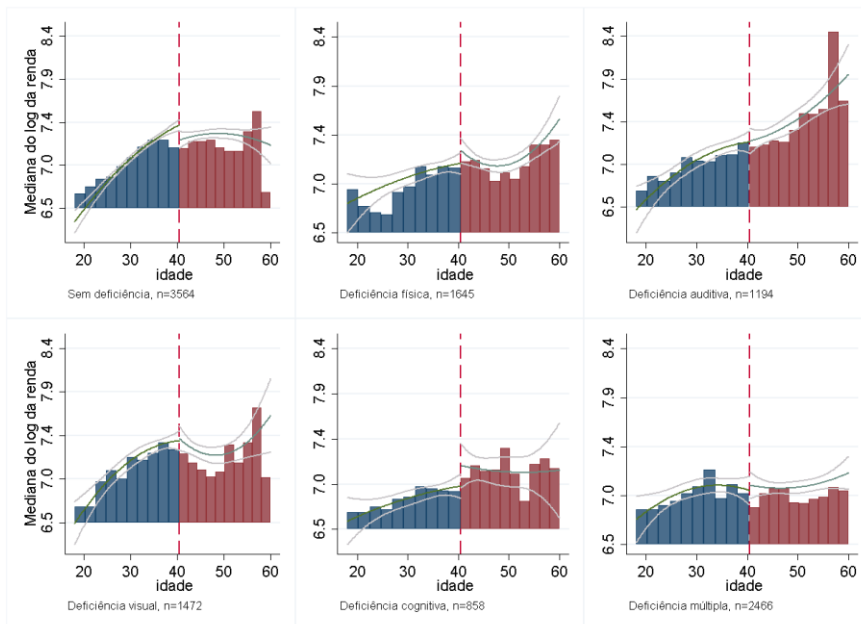 Mediana do log da renda
8.4
7.9
7.4
7.0
6.5
20 30 40 50 60
idade
Sem deficiência, n=3564
8.4
7.9
7.4
7.0
6.5
20 30 40 50 60
idade
Deficiência física, n=1645
8.4
7.9
7.4
7.0
6.5
20 30 40 50 60
idade
Deficiência auditiva, n=1194
Mediana do log da renda
8.4
7.9
7.4
7.0
6.5
20 30 40 50 60
idade
Deficiência visual, n=1472
8.4
7.9
7.4
7.0
6.5
20 30 40 50 60
idade
Deficiência cognitiva, n=858
8.4
7.9
7.4
7.0
6.5
20 30 40 50 60
idade
Deficiência múltipla, n=2466